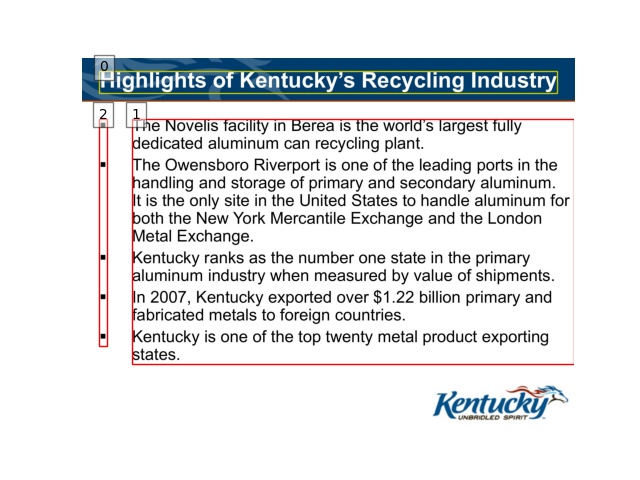 0
Highlights of Kentucky's Recycling Industry
2 1
▪ The Novelis facility in Berea is the world's largest fully
dedicated aluminum can recycling plant.
▪ The Owensboro Riverport is one of the leading ports in the
handling and storage of primary and secondary aluminum.
It is the only site in the United States to handle aluminum for
both the New York Mercantile Exchange and the London
Metal Exchange.
▪ Kentucky ranks as the number one state in the primary
aluminum industry when measured by value of shipments.
▪ In 2007, Kentucky exported over $1.22 billion primary and
fabricated metals to foreign countries.
▪ Kentucky is one of the top twenty metal product exporting
states.
Kentucky
UNBRIDLED SPIRIT